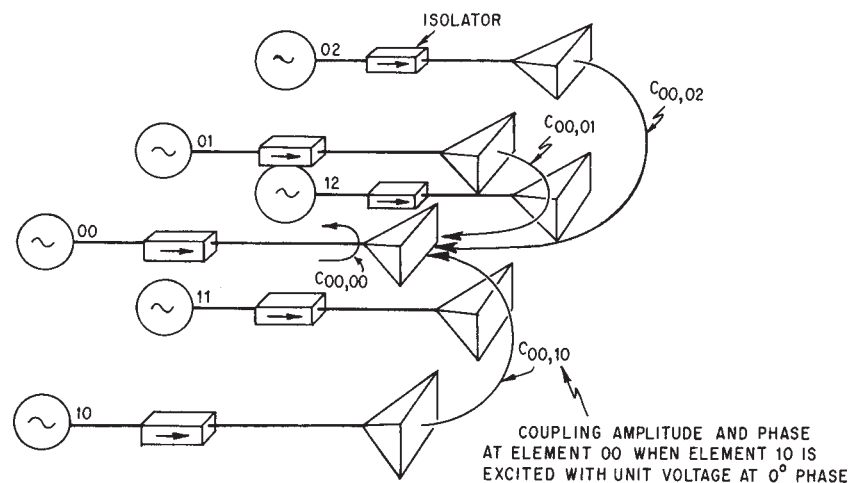 ISOLATOR
02
C00,02
01
C00,01
12
00
C00,00
11
C00,10
10
COUPLING AMPLITUDE AND PHASE
AT ELEMENT 00 WHEN ELEMENT 10 IS
EXCITED WITH UNIT VOLTAGE AT 0° PHASE